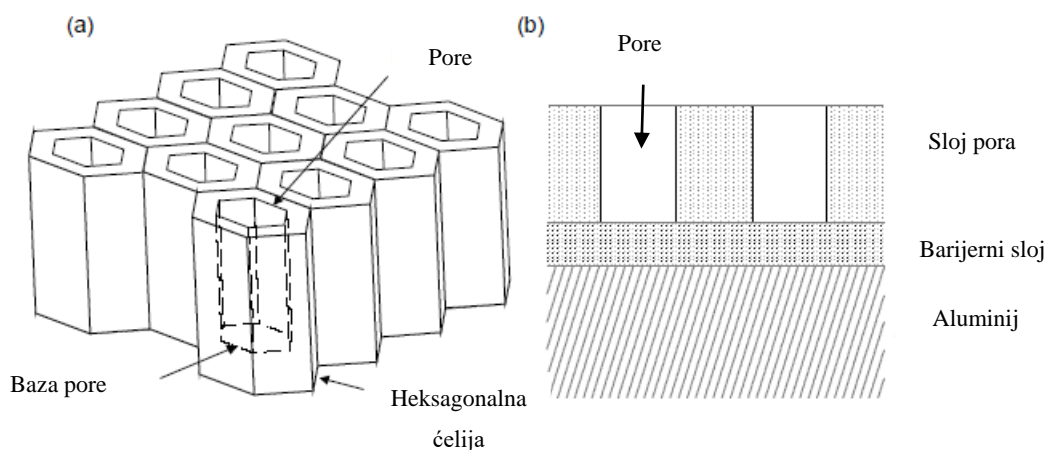 (a)
Pore
Baza pore
Heksagonalna
ćelija
(b)
Pore
Sloj pora
Barijerni sloj
Aluminij